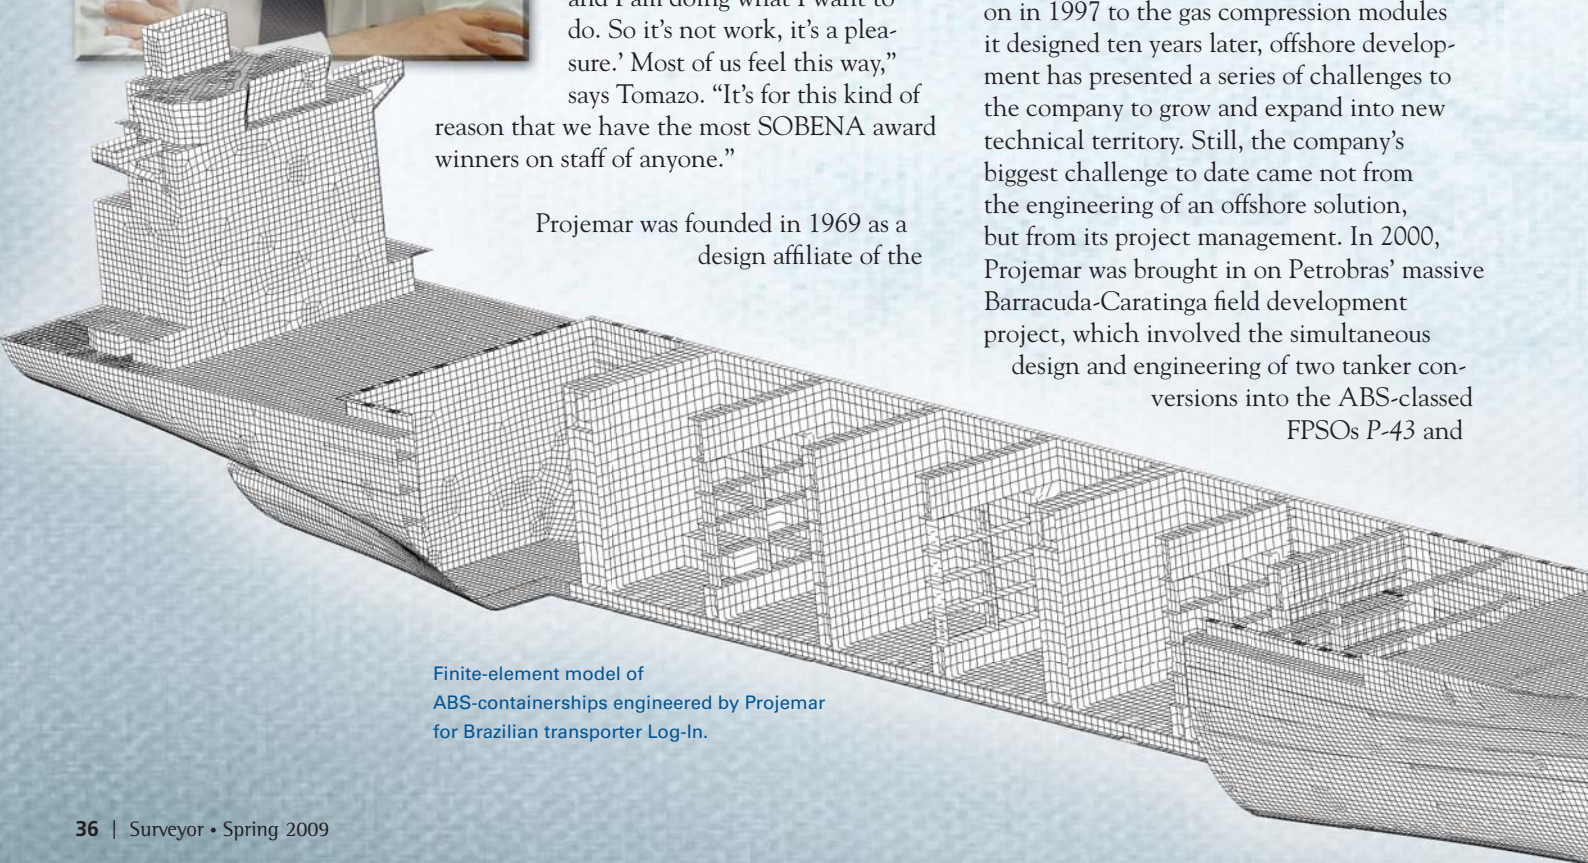 and I am doing what I want to
do. So it’s not work, it’s a plea-
sure.’ Most of us feel this way,”
says Tomazo. “It’s for this kind of
reason that we have the most SOBENA award
winners on staff of anyone.”
Projemar was founded in 1969 as a
design affiliate of the
on in 1997 to the gas compression modules
it designed ten years later, offshore develop-
ment has presented a series of challenges to
the company to grow and expand into new
technical territory. Still, the company’s
biggest challenge to date came not from
the engineering of an offshore solution,
but from its project management. In 2000,
Projemar was brought in on Petrobras’ massive
Barracuda-Caratinga field development
project, which involved the simultaneous
design and engineering of two tanker con-
versions into the ABS-classed
FPSOs P-43 and
Finite-element model of
ABS-containerships engineered by Projemar
for Brazilian transporter Log-In.
36 | Surveyor • Spring 2009